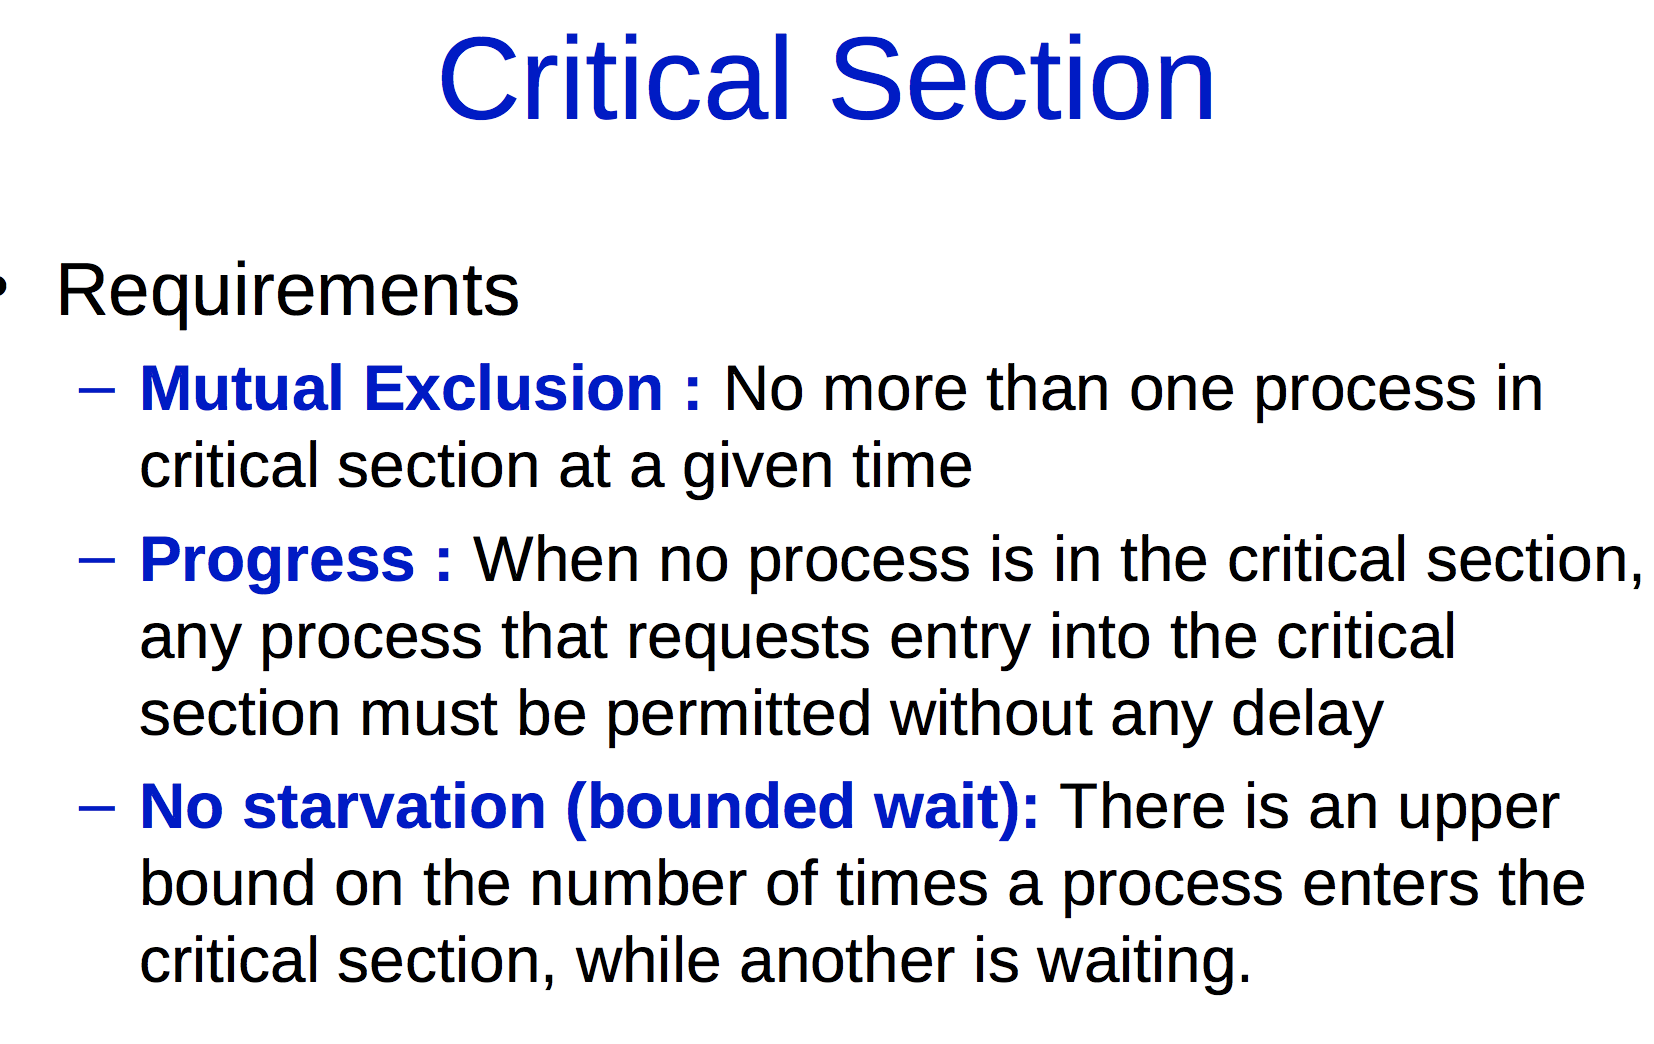 Critical Section
• Requirements
– Mutual Exclusion : No more than one process in
critical section at a given time
– Progress : When no process is in the critical section,
any process that requests entry into the critical
section must be permitted without any delay
– No starvation (bounded wait): There is an upper
bound on the number of times a process enters the
critical section, while another is waiting.